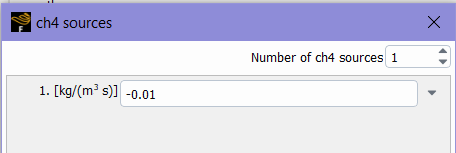 F
ch4 sources
Number of ch4 sources 1
1. [kg/(m³ s)] -0.01